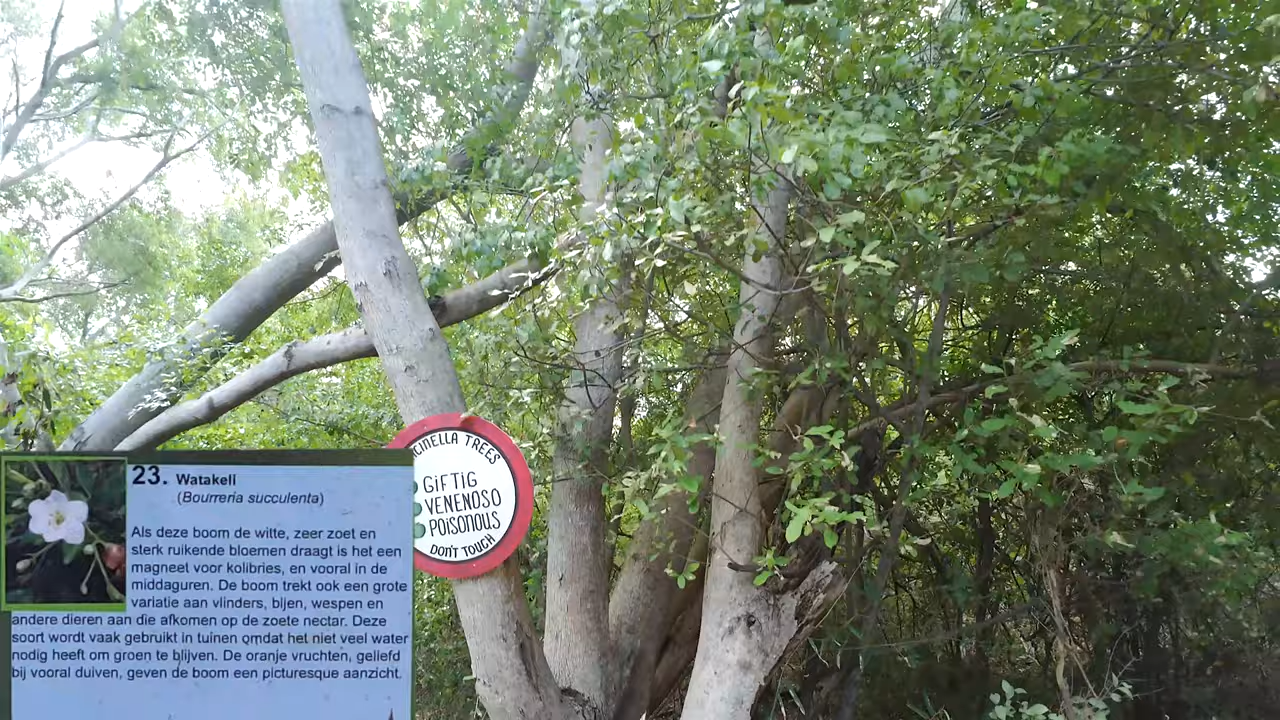 23. Watakeli
(Bourreria succulenta)
Als deze boom de witte, zeer zoet en
sterk ruikende bloemen draagt is het een
magneet voor kolibries, en vooral in de
middaguren. De boom trekt ook een grote
variatie aan vlinders, bijen, wespen en
andere dieren aan die afkomen op de zoete nectar. Deze
soort wordt vaak gebruikt in tuinen omdat het niet veel water
nodig heeft om groen te blijven. De oranje vruchten, geliefd
bij vooral duiven, geven de boom een picturesque aanzicht.
CINELLA TREES
GiFTIG
VENENOSO
POISONOUS
DON'T TOUCH